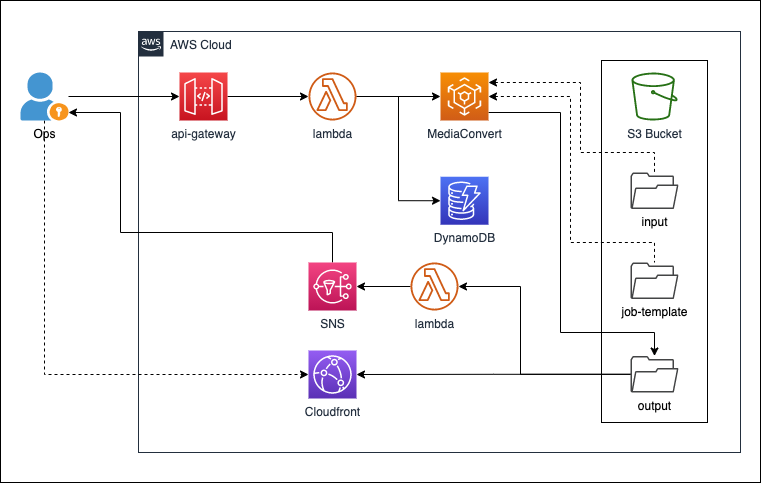 aws
AWS Cloud
Ops
api-gateway
lambda
MediaConvert
S3 Bucket
input
DynamoDB
job-template
SNS
lambda
Cloudfront
output